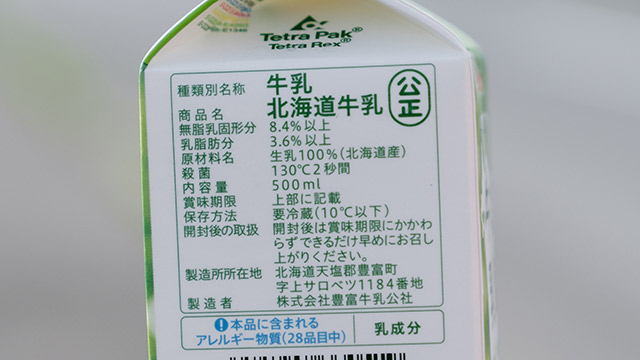 Tetra Pak®
Tetra Rex®
種類別名称 牛乳
商品名 北海道牛乳
公正
無脂乳固形分 8.4%以上
乳脂肪分 3.6%以上
原材料名 生乳100%(北海道産)
殺菌 130℃2秒間
内容量 500ml
賞味期限 上部に記載
保存方法 要冷蔵(10℃以下)
開封後の取扱 開封後は賞味期限にかかわ
らずできるだけ早めにお召し
上がりください。
製造所所在地 北海道天塩郡豊富町
字上サロベツ1184番地
製造者 株式会社豊富牛乳公社
本品に含まれる
アレルギー物質(28品目中) 乳成分